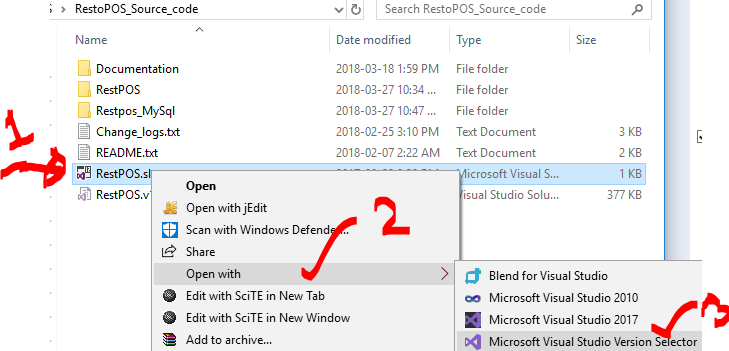 RestoPOS_Source_code
Search RestoPOS_Source_code
Name Date modified Type Size
Documentation 2018-03-18 1:59 PM File folder
RestPOS 2018-03-27 10:34 ... File folder
Restpos_MySql 2018-03-27 10:47 ... File folder
Change_logs.txt 2018-02-25 3:10 PM Text Document 3 KB
README.txt 2018-02-07 2:22 AM Text Document 2 KB
1
RestPOS.sl Microsoft Visual S... 1 KB
RestPOS.v Visual Studio Solu... 377 KB
Open
Open with jEdit
Scan with Windows Defender...
2
Share
Open with
Blend for Visual Studio
Edit with SciTE in New Tab
Microsoft Visual Studio 2010
Edit with SciTE in New Window
Microsoft Visual Studio 2017
3
Add to archive...
Microsoft Visual Studio Version Selector